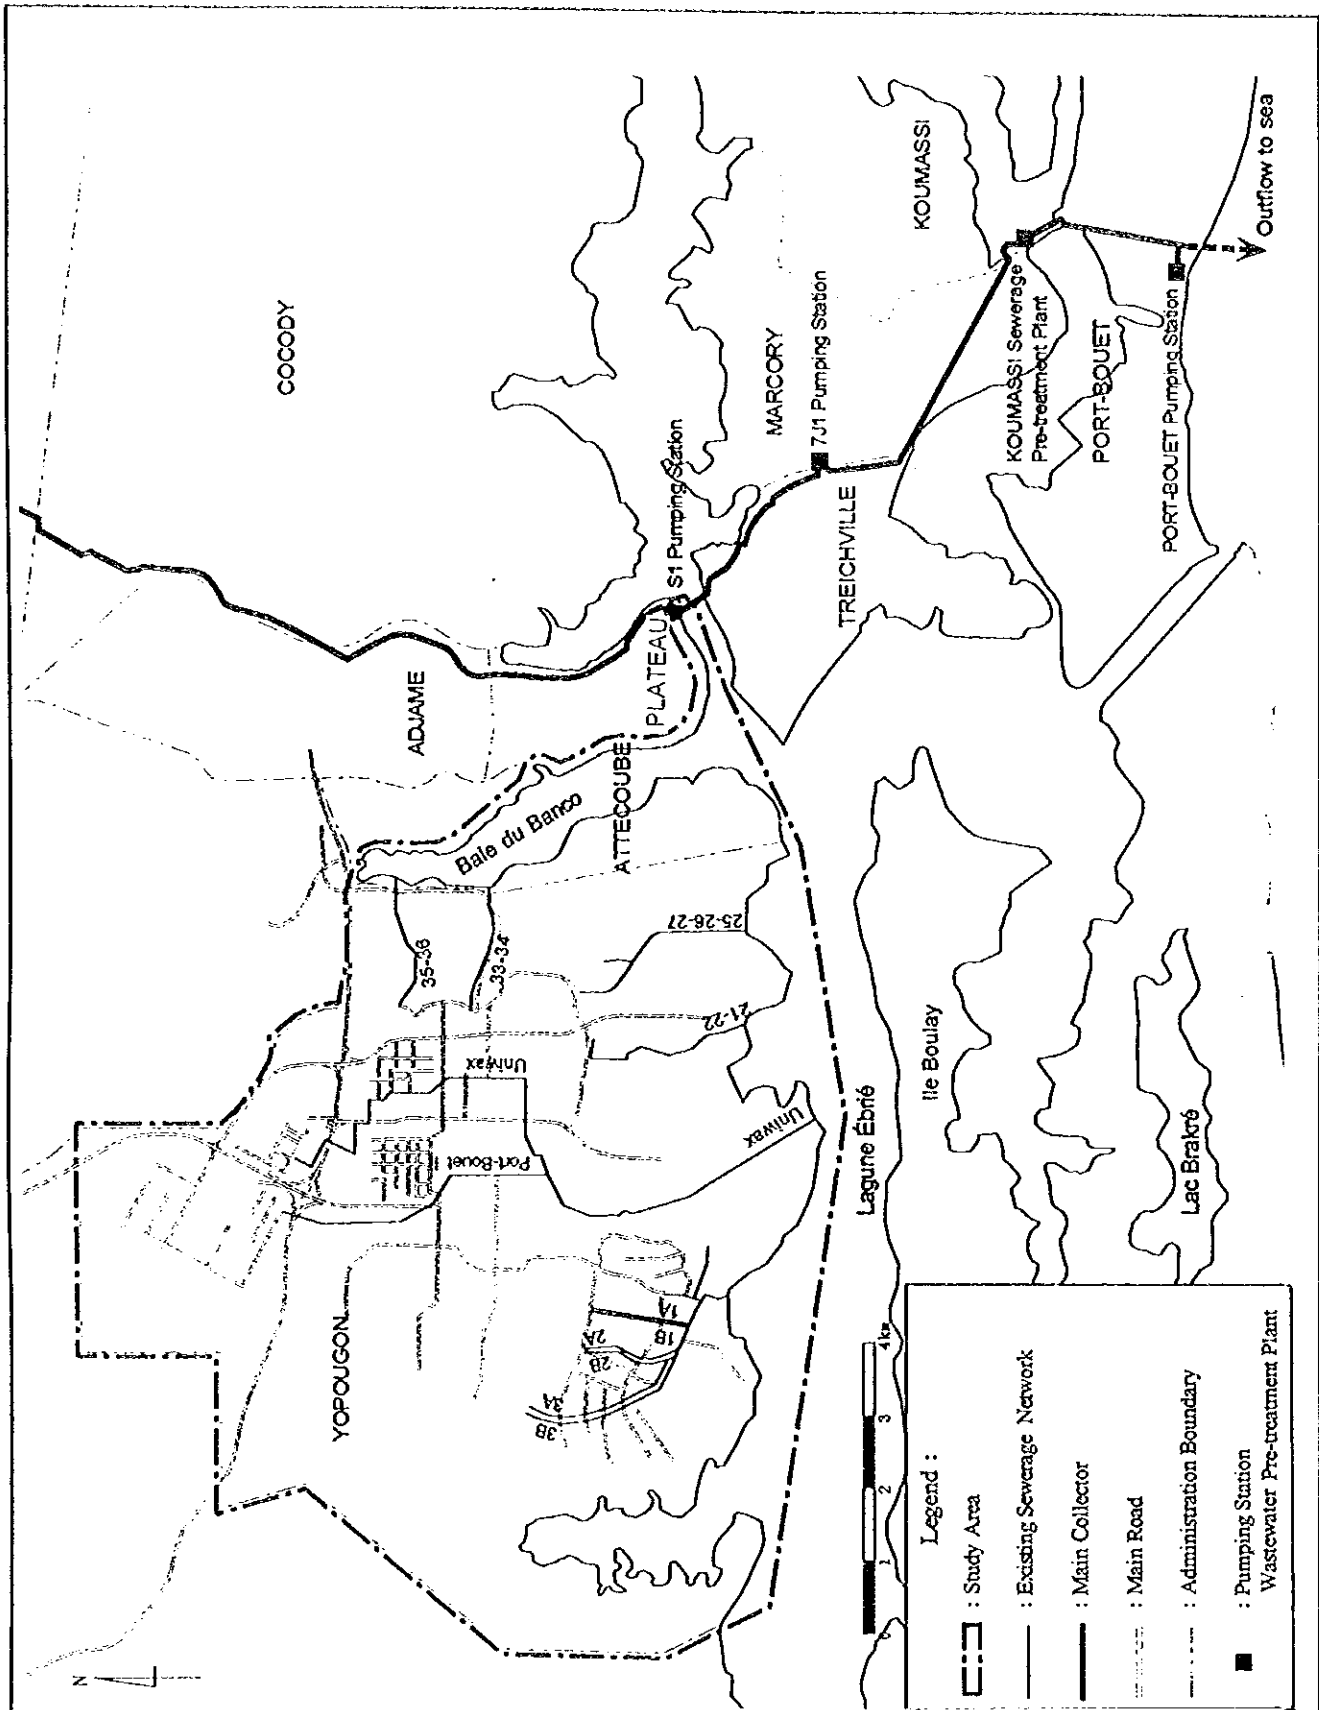 N
YOPOUGON
COCODY
ADJAME
PLATEAU
ATTECOUBE
Baie du Banco
35-36
33-34
25-26-27
21-22
Uniwax
Port-Bouet
Uniwax
1A
1B
2A
2B
3A
3B
S1 Pumping Station
MARCORY
7J1 Pumping Station
TREICHVILLE
KOUMASSI
KOUMASSI Sewerage
Pre-treatment Plant
PORT-BOUET
PORT-BOUET Pumping Station
Outflow to sea
Lagune Ébrié
Ile Boulay
Lac Brakré
0 1 2 3 4km
Legend :
: Study Area
: Existing Sewerage Network
: Main Collector
: Main Road
: Administration Boundary
: Pumping Station
Wastewater Pre-treatment Plant